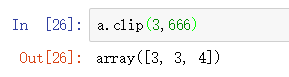 In [26]: a.clip(3,666)
Out[26]: array([3, 3, 4])